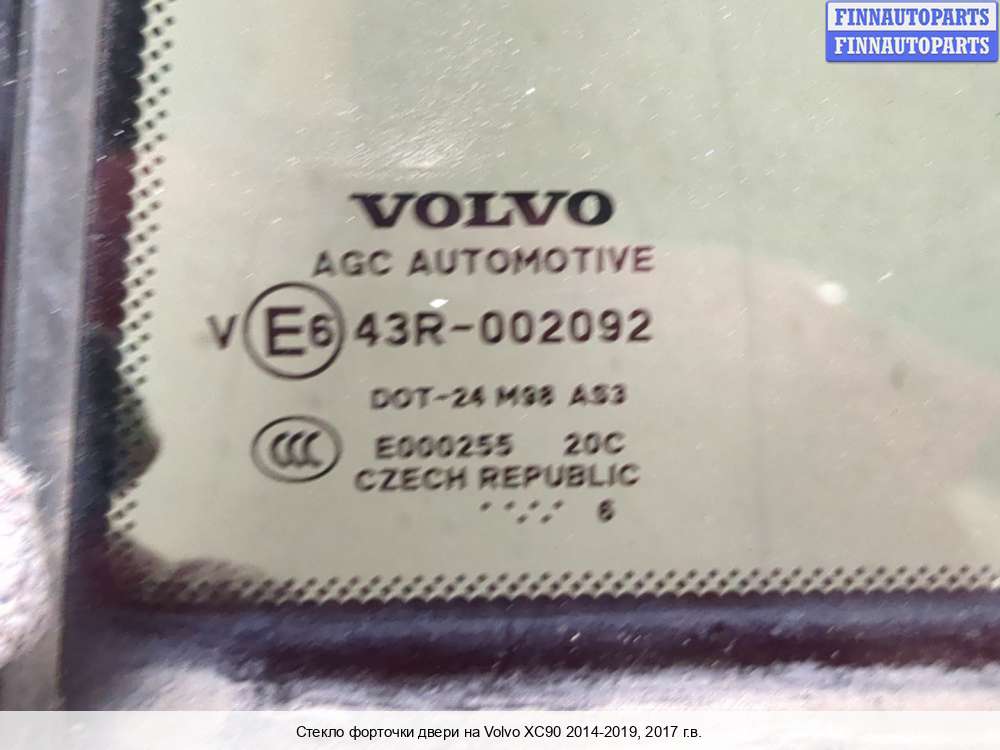 FINNAUTOPARTS
FINNAUTOPARTS
VOLVO
AGC AUTOMOTIVE
V E6 43R-002092
DOT-24 M98 AS3
CCC E000255 20C
CZECH REPUBLIC
6
Стекло форточки двери на Volvo XC90 2014-2019, 2017 г.в.